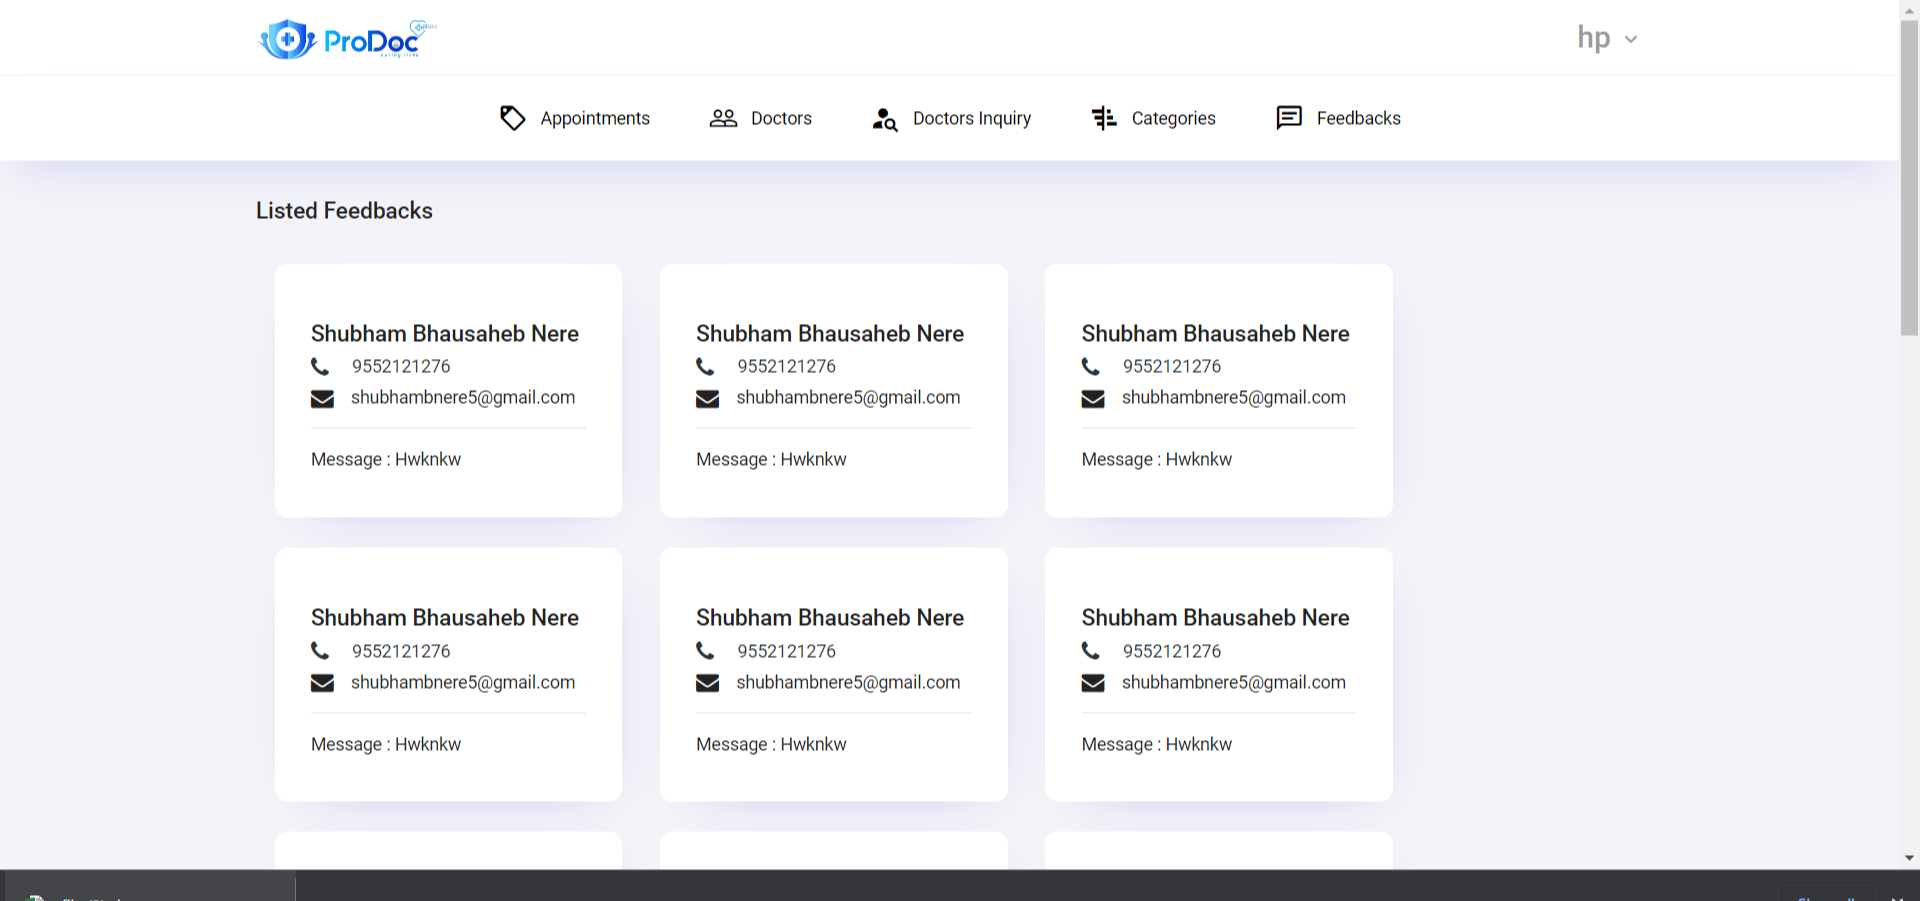 ProDoc
hp
Appointments
Doctors
Doctors Inquiry
Categories
Feedbacks
Listed Feedbacks
Shubham Bhausaheb Nere
9552121276
shubhambnere5@gmail.com
Message : Hwknkw
Shubham Bhausaheb Nere
9552121276
shubhambnere5@gmail.com
Message : Hwknkw
Shubham Bhausaheb Nere
9552121276
shubhambnere5@gmail.com
Message : Hwknkw
Shubham Bhausaheb Nere
9552121276
shubhambnere5@gmail.com
Message : Hwknkw
Shubham Bhausaheb Nere
9552121276
shubhambnere5@gmail.com
Message : Hwknkw
Shubham Bhausaheb Nere
9552121276
shubhambnere5@gmail.com
Message : Hwknkw